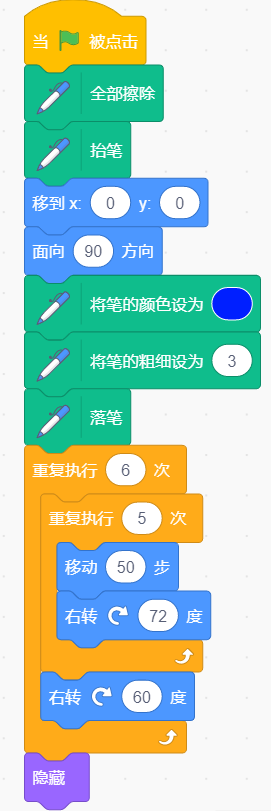 当 被点击
全部擦除
抬笔
移到 x: 0 y: 0
面向 90 方向
将笔的颜色设为
将笔的粗细设为 3
落笔
重复执行 6 次
重复执行 5 次
移动 50 步
右转 72 度
右转 60 度
隐藏